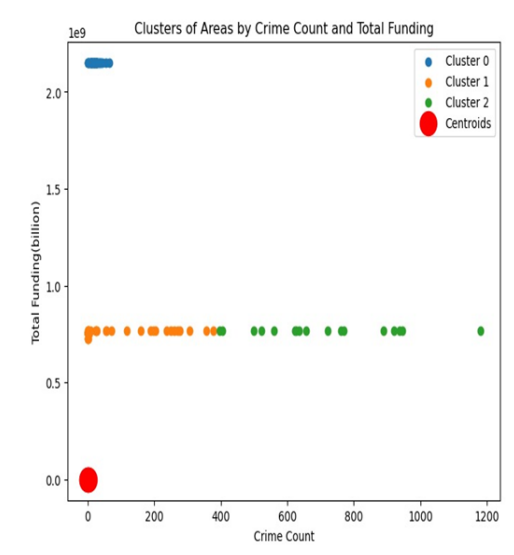 Clusters of Areas by Crime Count and Total Funding
1e9
Cluster 0
Cluster 1
Cluster 2
Centroids
2.0
1.5
1.0
0.5
0.0
Total Funding(billion)
0 200 400 600 800 1000 1200
Crime Count